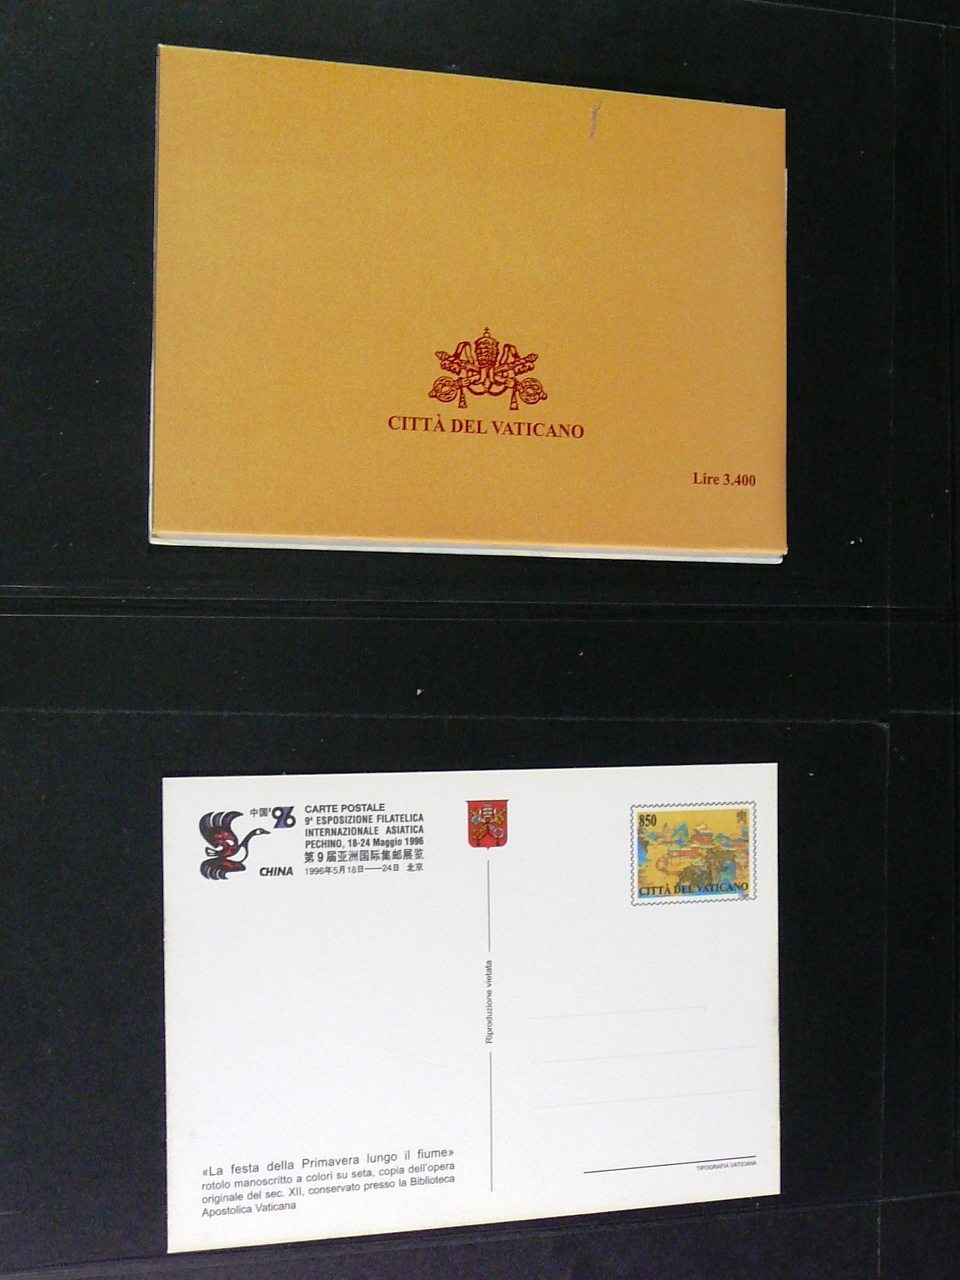 CITTÀ DEL VATICANO
Lire 3.400
中国'96
CHINA
CARTE POSTALE
9ª ESPOSIZIONE FILATELICA
INTERNAZIONALE ASIATICA
PECHINO, 18-24 Maggio 1996
第9届亚洲国际集邮展览
1996年5月18日——24日 北京
850
CITTÀ DEL VATICANO
Riproduzione vietata
«La festa della Primavera lungo il fiume»
rotolo manoscritto a colori su seta, copia dell'opera
originale del sec. XII, conservato presso la Biblioteca
Apostolica Vaticana
TIPOGRAFIA VATICANA